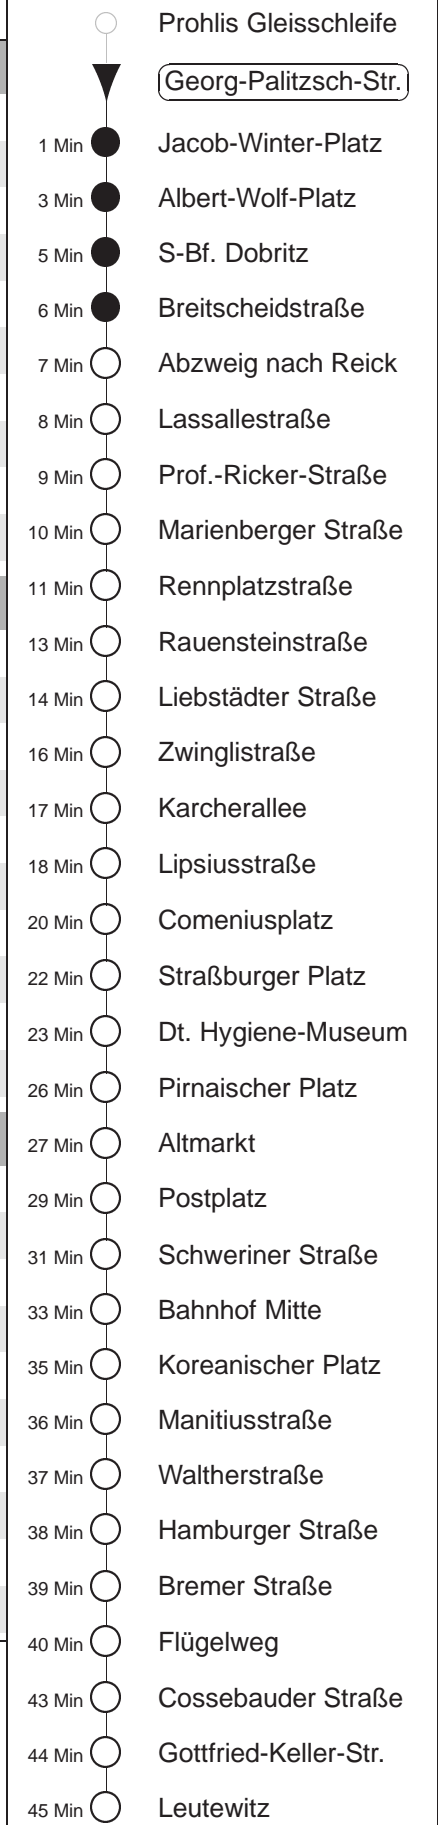 Prohlis Gleisschleife
Georg-Palitzsch-Str.
1 Min Jacob-Winter-Platz
3 Min Albert-Wolf-Platz
5 Min S-Bf. Dobritz
6 Min Breitscheidstraße
7 Min Abzweig nach Reick
8 Min Lassallestraße
9 Min Prof.-Ricker-Straße
10 Min Marienberger Straße
11 Min Rennplatzstraße
13 Min Rauensteinstraße
14 Min Liebstädter Straße
16 Min Zwinglistraße
17 Min Karcherallee
18 Min Lipsiusstraße
20 Min Comeniusplatz
22 Min Straßburger Platz
23 Min Dt. Hygiene-Museum
26 Min Pirnaischer Platz
27 Min Altmarkt
29 Min Postplatz
31 Min Schweriner Straße
33 Min Bahnhof Mitte
35 Min Koreanischer Platz
36 Min Manitiusstraße
37 Min Waltherstraße
38 Min Hamburger Straße
39 Min Bremer Straße
40 Min Flügelweg
43 Min Cossebauder Straße
44 Min Gottfried-Keller-Str.
45 Min Leutewitz